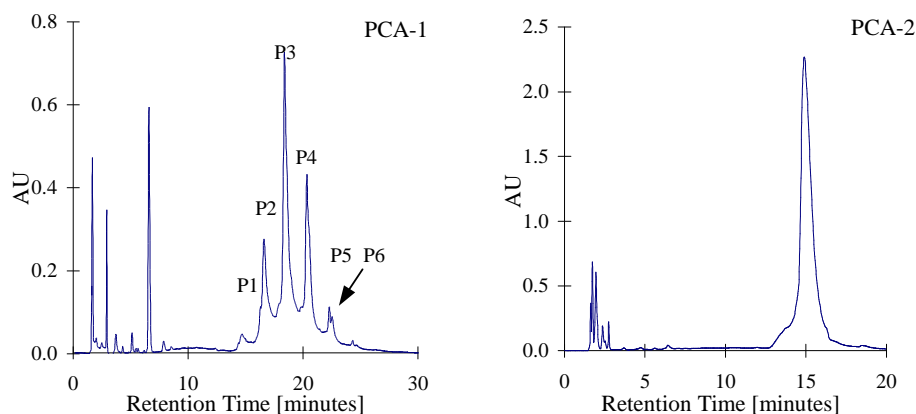 PCA-1
AU
0.8
0.6
0.4
0.2
0.0
P1
P2
P3
P4
P5 P6
0 10 20 30
Retention Time [minutes]
PCA-2
AU
2.5
2.0
1.5
1.0
0.5
0.0
0 5 10 15 20
Retention Time [minutes]